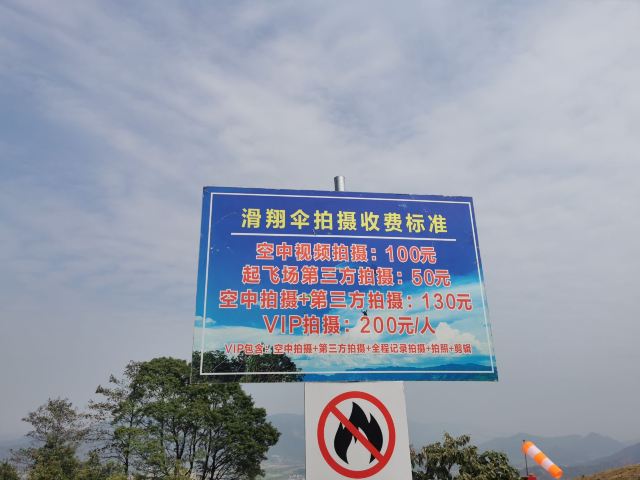 滑翔伞拍摄收费标准
空中视频拍摄：100元
起飞场第三方拍摄：50元
空中拍摄+第三方拍摄：130元
VIP拍摄：200元/人
VIP包含：空中拍摄+第三方拍摄+全程记录拍摄+拍照+剪辑